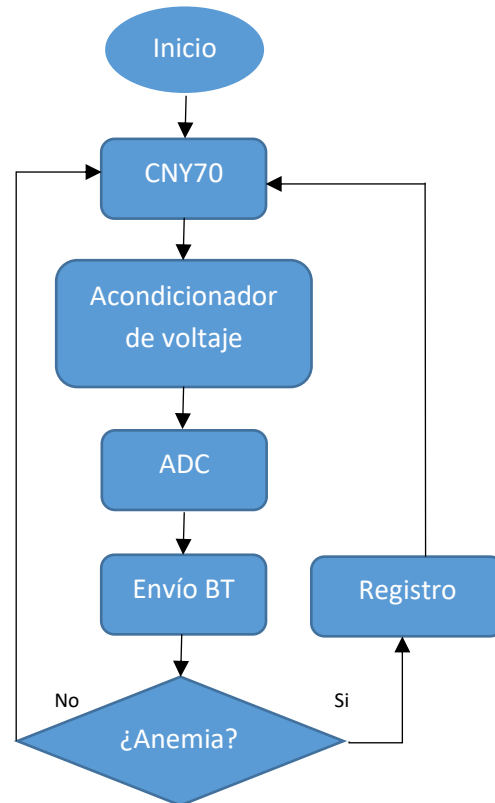 Inicio
CNY70
Acondicionador
de voltaje
ADC
Envío BT
Registro
No
Si
¿Anemia?